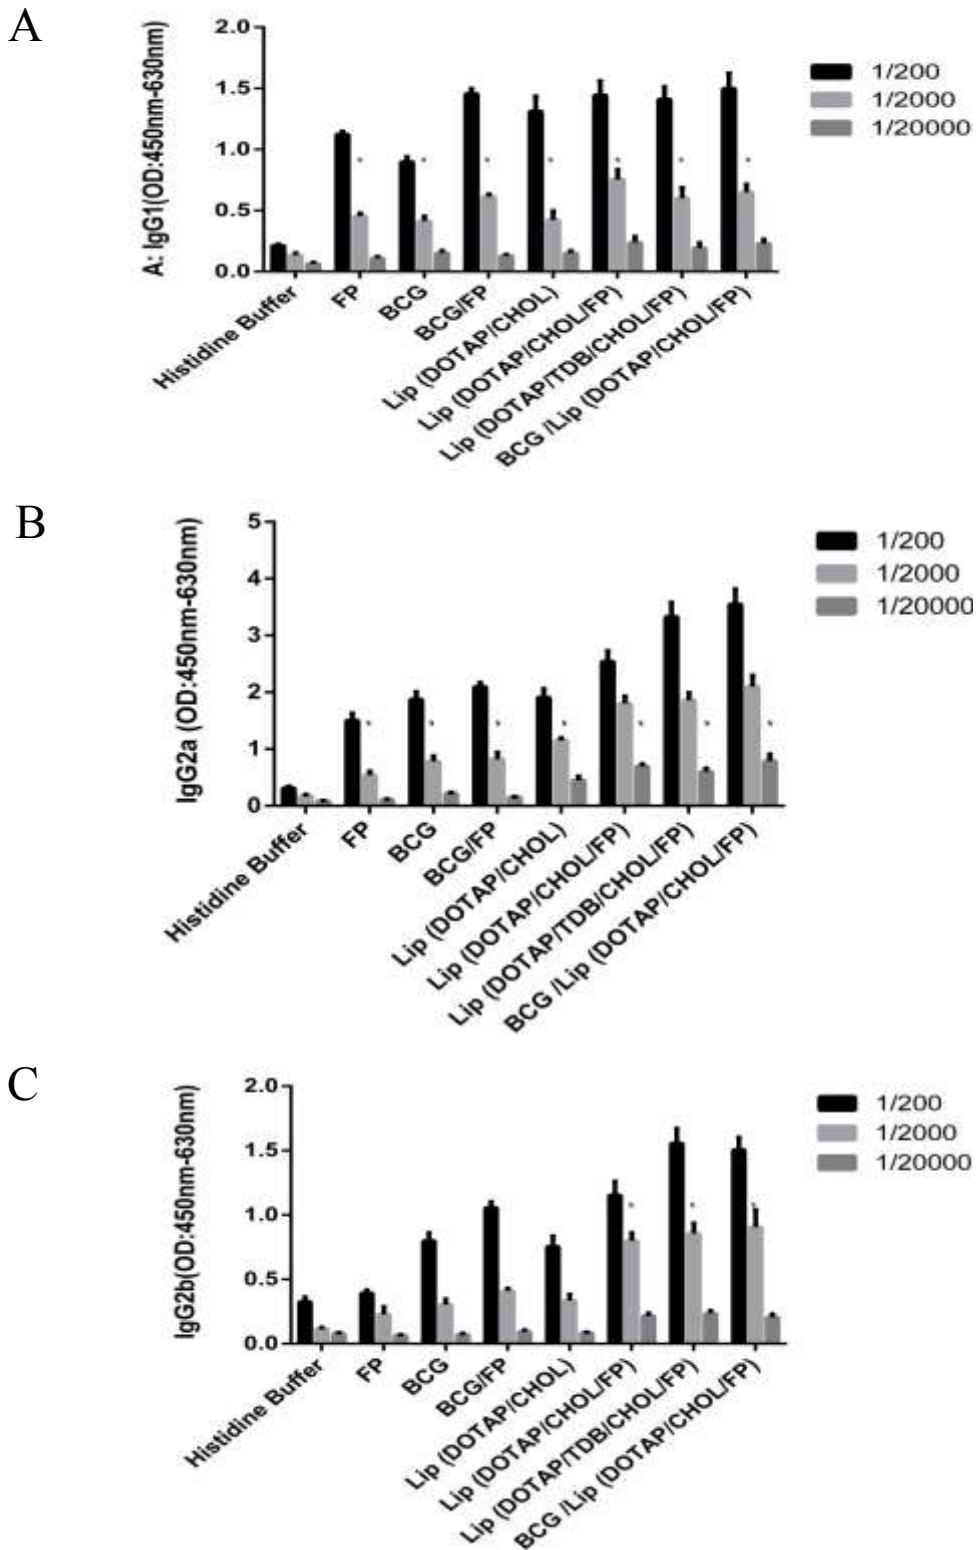 A
A: IgG1(OD:450nm-630nm)
2.0
1.5
1.0
0.5
0.0
* * * * * * *
1/200
1/2000
1/20000
Histidine Buffer
FP
BCG
BCG/FP
Lip (DOTAP/CHOL)
Lip (DOTAP/CHOL/FP)
Lip (DOTAP/TDB/CHOL/FP)
BCG /Lip (DOTAP/CHOL/FP)
B
IgG2a (OD:450nm-630nm)
5
4
3
2
1
0
* * * * * * *
1/200
1/2000
1/20000
Histidine Buffer
FP
BCG
BCG/FP
Lip (DOTAP/CHOL)
Lip (DOTAP/CHOL/FP)
Lip (DOTAP/TDB/CHOL/FP)
BCG /Lip (DOTAP/CHOL/FP)
C
IgG2b(OD:450nm-630nm)
2.0
1.5
1.0
0.5
0.0
* * *
1/200
1/2000
1/20000
Histidine Buffer
FP
BCG
BCG/FP
Lip (DOTAP/CHOL)
Lip (DOTAP/CHOL/FP)
Lip (DOTAP/TDB/CHOL/FP)
BCG /Lip (DOTAP/CHOL/FP)